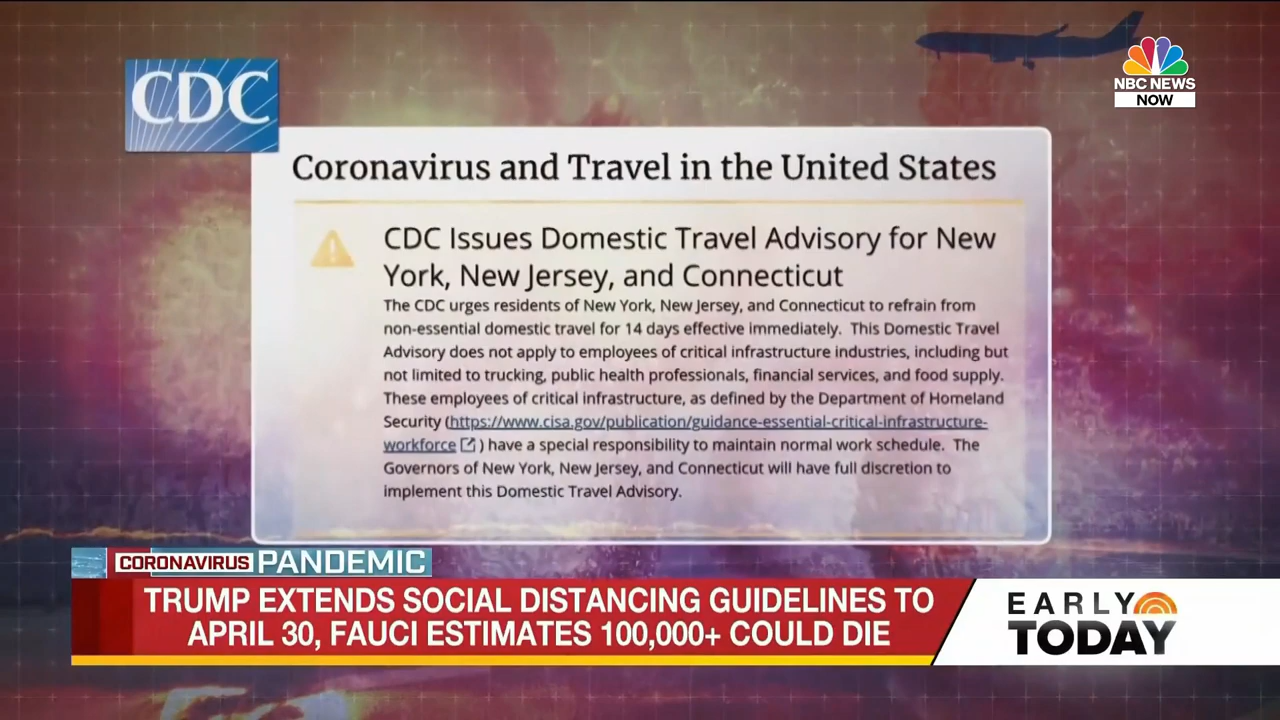 CDC
NBC NEWS
NOW
Coronavirus and Travel in the United States
CDC Issues Domestic Travel Advisory for New
York, New Jersey, and Connecticut
The CDC urges residents of New York, New Jersey, and Connecticut to refrain from
non-essential domestic travel for 14 days effective immediately.  This Domestic Travel
Advisory does not apply to employees of critical infrastructure industries, including but
not limited to trucking, public health professionals, financial services, and food supply.
These employees of critical infrastructure, as defined by the Department of Homeland
Security (https://www.cisa.gov/publication/guidance-essential-critical-infrastructure-
workforce ) have a special responsibility to maintain normal work schedule.  The
Governors of New York, New Jersey, and Connecticut will have full discretion to
implement this Domestic Travel Advisory.
CORONAVIRUS PANDEMIC
TRUMP EXTENDS SOCIAL DISTANCING GUIDELINES TO
APRIL 30, FAUCI ESTIMATES 100,000+ COULD DIE
EARLY
TODAY